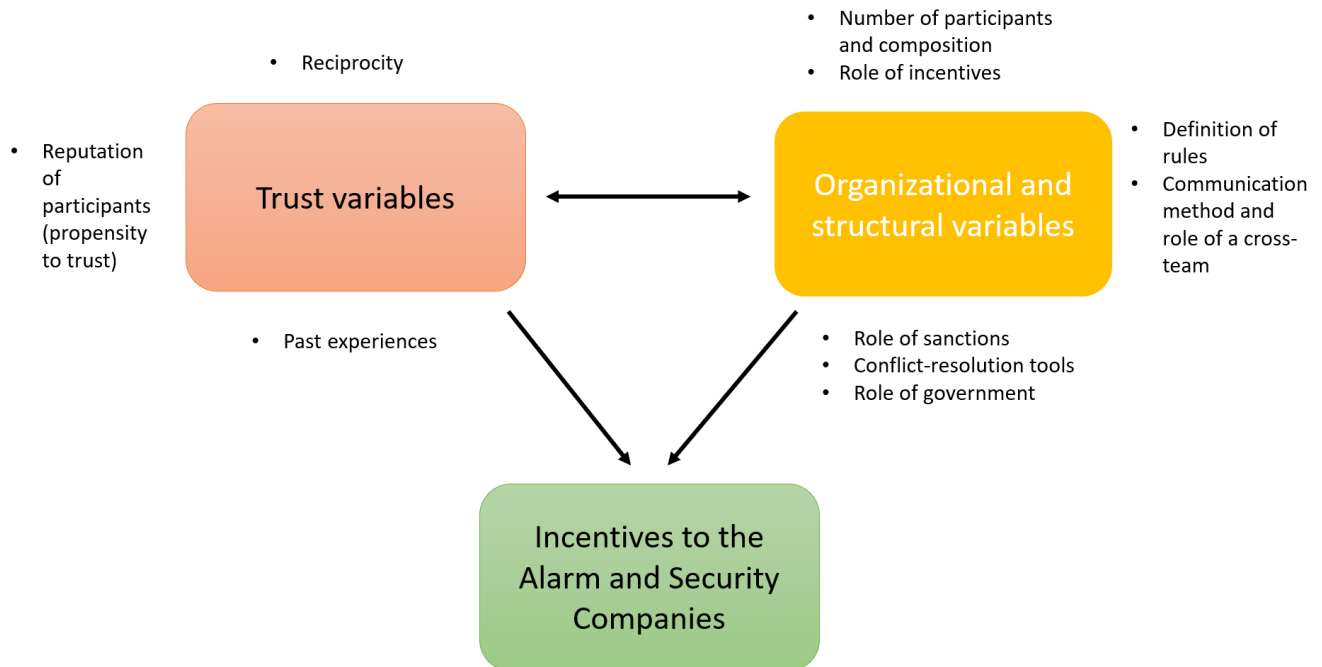 • Reciprocity
• Reputation
of
participants
(propensity
to trust)
Trust variables
• Past experiences
• Number of participants
and composition
• Role of incentives
Organizational and
structural variables
• Definition of
rules
• Communication
method and
role of a cross-
team
• Role of sanctions
• Conflict-resolution tools
• Role of government
Incentives to the
Alarm and Security
Companies